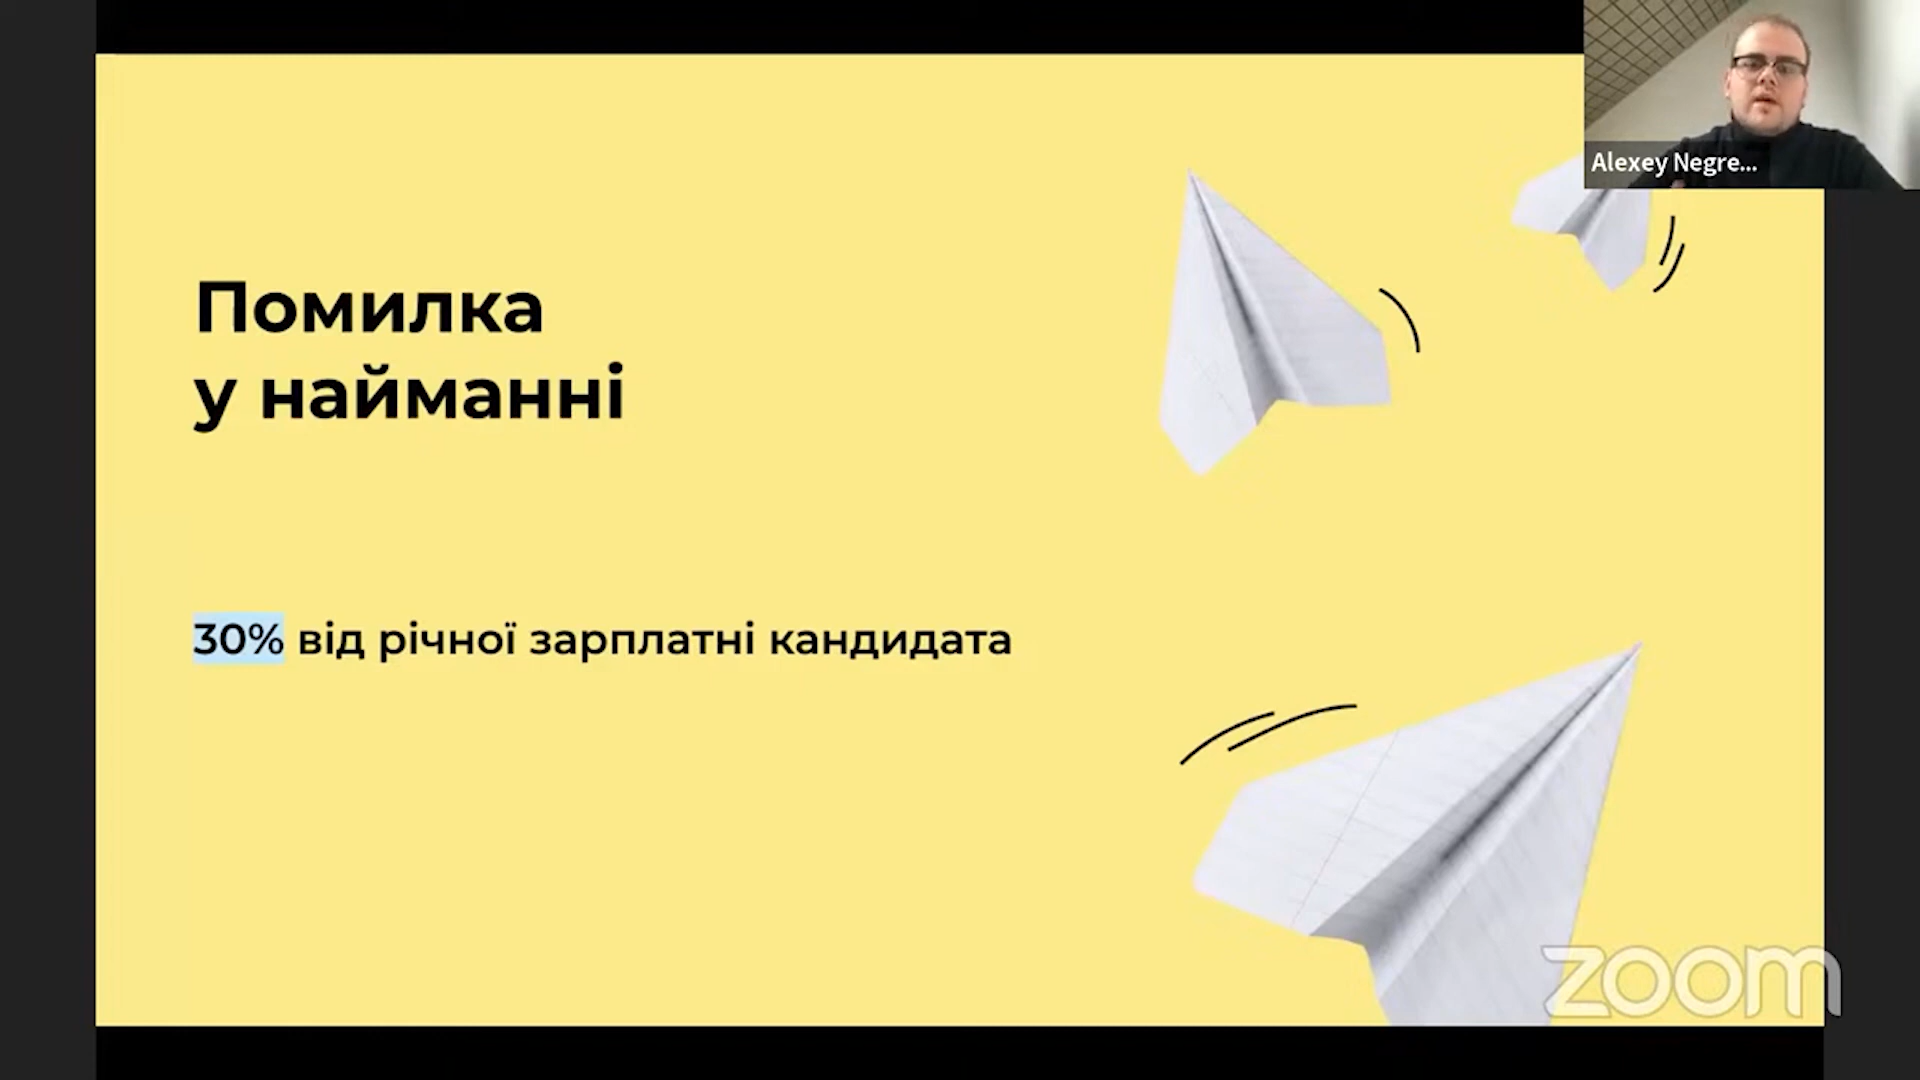 Alexey Negre...
Помилка
у найманні
30% від річної зарплатні кандидата
zoom